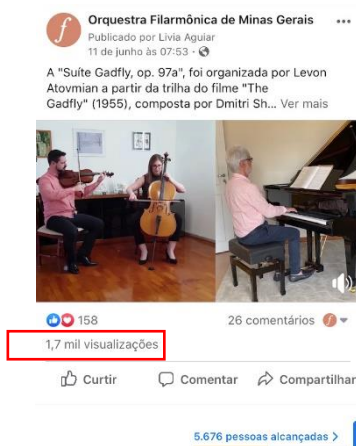 Orquestra Filarmônica de Minas Gerais
Publicado por Livia Aguiar
11 de junho às 07:53 ·
A "Suíte Gadfly, op. 97a", foi organizada por Levon
Atovmian a partir da trilha do filme "The
Gadfly" (1955), composta por Dmitri Sh... Ver mais
158
26 comentários
1,7 mil visualizações
Curtir
Comentar
Compartilhar
5.676 pessoas alcançadas >